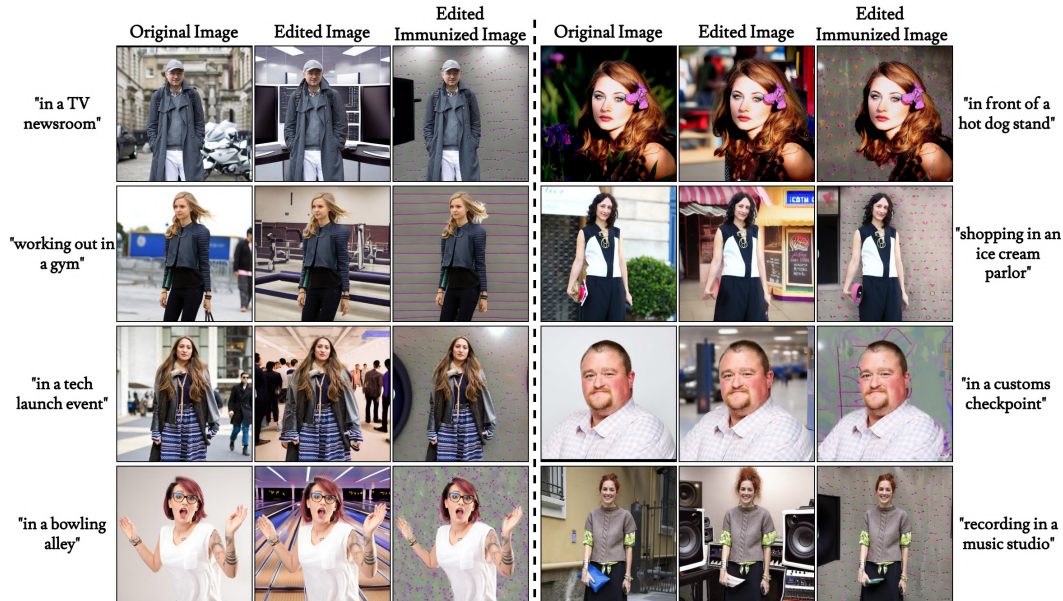 Original Image
Edited Image
Edited
Immunized Image
Original Image
Edited Image
Edited
Immunized Image
"in a TV
newsroom"
"in front of a
hot dog stand"
"working out in
a gym"
"shopping in an
ice cream
parlor"
"in a tech
launch event"
"in a customs
checkpoint"
"in a bowling
alley"
"recording in a
music studio"